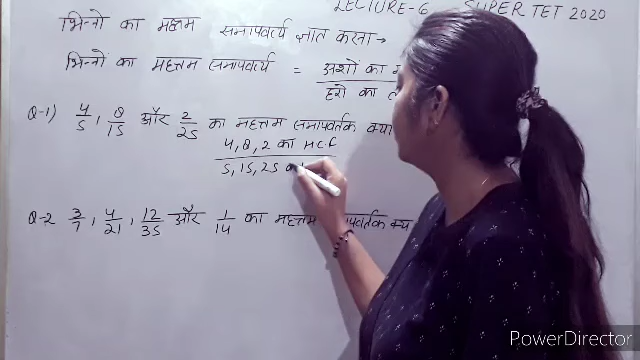 LECTURE-6 SUPER TET 2020
भिन्नों का महत्तम समापवर्त्य ज्ञात करना→
भिन्नों का महत्तम समापवर्त्य = अंशों का
हरों का
Q-1) 4/5, 8/15 और 2/25 का महत्तम समापवर्तक क्या
4,8,2 का H.C.F
5,15,25 का
Q-2 3/7, 4/21, 12/35 और 1/14 का महत्तम पवर्तक क्य
PowerDirector